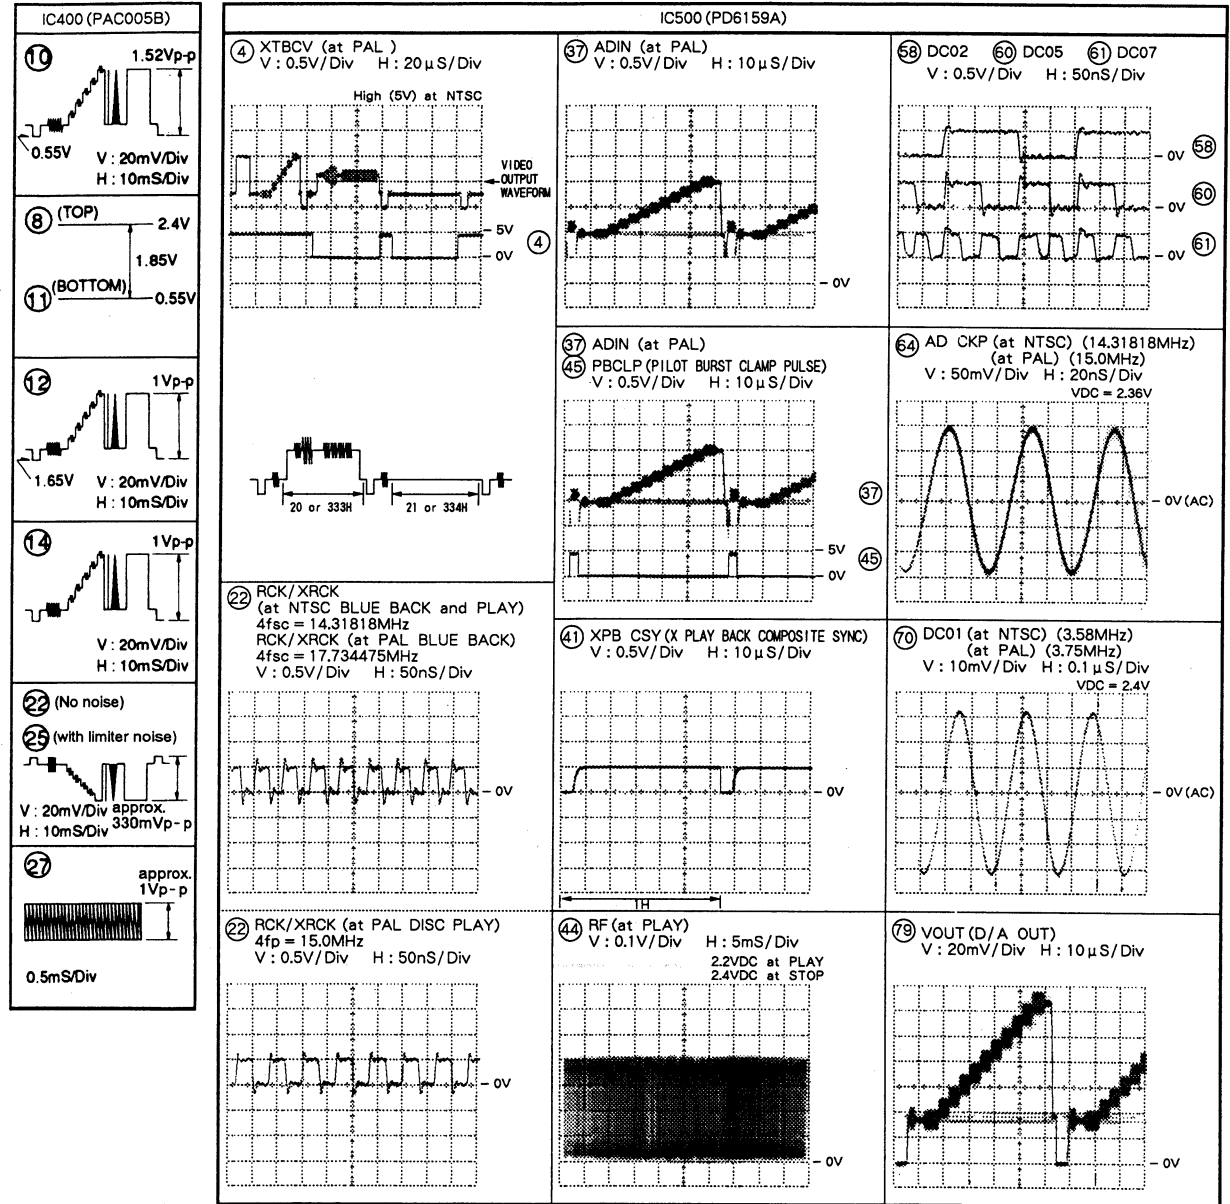 IC400 (PAC005B)
10
1.52Vp-p
0.55V
V : 20mV/Div
H : 10mS/Div
8 (TOP)
2.4V
1.85V
11 (BOTTOM)
0.55V
12
1Vp-p
1.65V
V : 20mV/Div
H : 10mS/Div
14
1Vp-p
V : 20mV/Div
H : 10mS/Div
22 (No noise)
25 (with limiter noise)
V : 20mV/Div approx.
H : 10mS/Div 330mVp-p
27
approx.
1Vp-p
0.5mS/Div
IC500 (PD6159A)
4 XTBCV (at PAL )
V : 0.5V/Div H : 20μS/Div
High (5V) at NTSC
VIDEO
OUTPUT
WAVEFORM
5V
4
0V
20 or 333H
21 or 334H
22 RCK/XRCK
(at NTSC BLUE BACK and PLAY)
4fsc = 14.31818MHz
RCK/XRCK (at PAL BLUE BACK)
4fsc = 17.734475MHz
V : 0.5V/Div H : 50nS/Div
0V
22 RCK/XRCK (at PAL DISC PLAY)
4fp = 15.0MHz
V : 0.5V/Div H : 50nS/Div
0V
37 ADIN (at PAL)
V : 0.5V/Div H : 10μS/Div
0V
37 ADIN (at PAL)
45 PBCLP (PILOT BURST CLAMP PULSE)
V : 0.5V/Div H : 10μS/Div
37
5V
45
0V
41 XPB CSY (X PLAY BACK COMPOSITE SYNC)
V : 0.5V/Div H : 10μS/Div
0V
1H
44 RF (at PLAY)
V : 0.1V/Div H : 5mS/Div
2.2VDC at PLAY
2.4VDC at STOP
0V
58 DC02 60 DC05 61 DC07
V : 0.5V/Div H : 50nS/Div
0V 58
60
0V
0V 61
64 AD CKP (at NTSC) (14.31818MHz)
(at PAL) (15.0MHz)
V : 50mV/Div H : 20nS/Div
VDC = 2.36V
0V (AC)
70 DC01 (at NTSC) (3.58MHz)
(at PAL) (3.75MHz)
V : 10mV/Div H : 0.1μS/Div
VDC = 2.4V
0V (AC)
79 VOUT (D/A OUT)
V : 20mV/Div H : 10μS/Div
0V